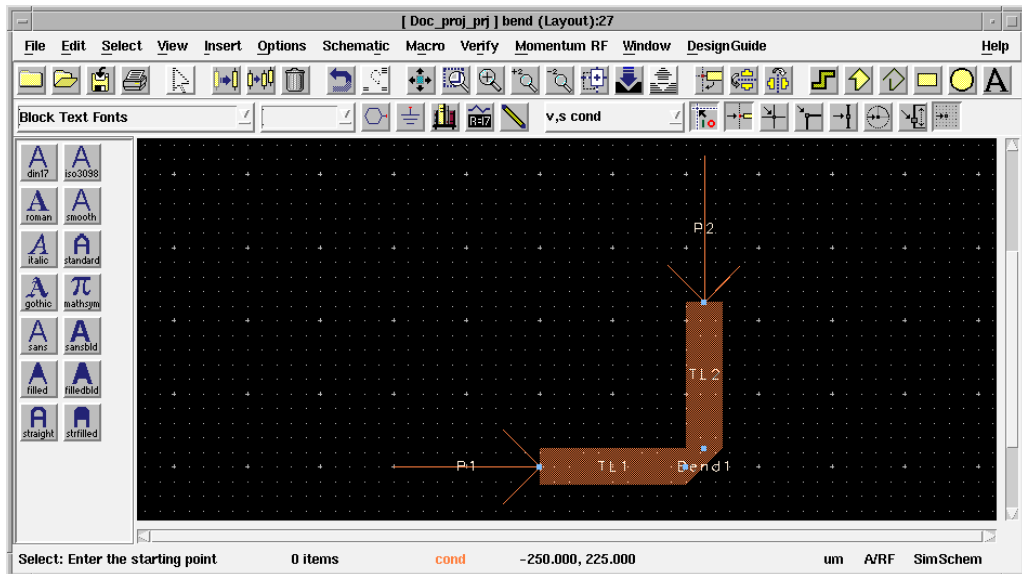 [ Doc_proj_prj ] bend (Layout):27
File Edit Select View Insert Options Schematic Macro Verify Momentum RF Window DesignGuide Help
A
Block Text Fonts R=17 v,s cond
A A
din17 iso3098
A A
roman smooth
A A
italic standard
A π
gothic mathsym
A A
sans sansbld
A A
filled filledbld
A A
straight strfilled
P2
TL2
P1 TL1 Bend1
Select: Enter the starting point 0 items cond -250.000, 225.000 um A/RF SimSchem